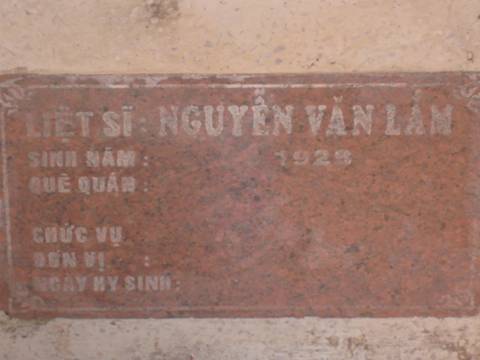 LIỆT SĨ: NGUYỄN VĂN LẮM
SINH NĂM: 1928
QUÊ QUÁN:
CHỨC VỤ
ĐƠN VỊ :
NGÀY HY SINH: